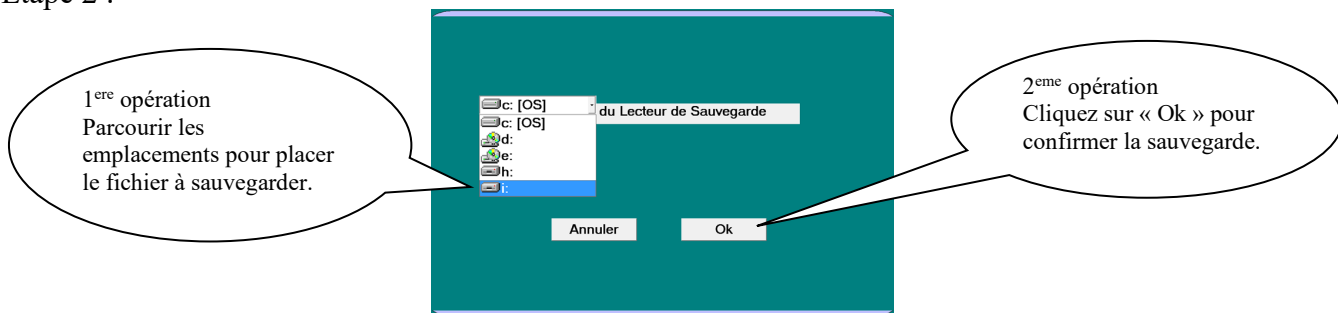 Etape 2 :
1ere opération
Parcourir les
emplacements pour placer
le fichier à sauvegarder.
c: [OS]
du Lecteur de Sauvegarde
c: [OS]
d:
e:
h:
i:
Annuler
Ok
2eme opération
Cliquez sur « Ok » pour
confirmer la sauvegarde.